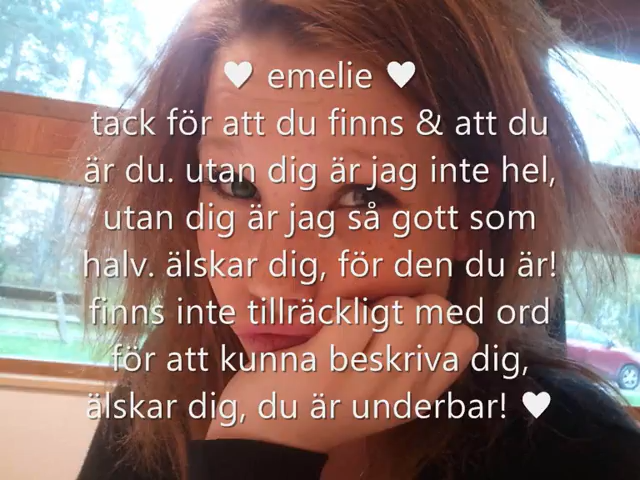 ♥ emelie ♥
tack för att du finns & att du
är du. utan dig är jag inte hel,
utan dig är jag så gott som
halv. älskar dig, för den du är!
finns inte tillräckligt med ord
för att kunna beskriva dig,
älskar dig, du är underbar! ♥